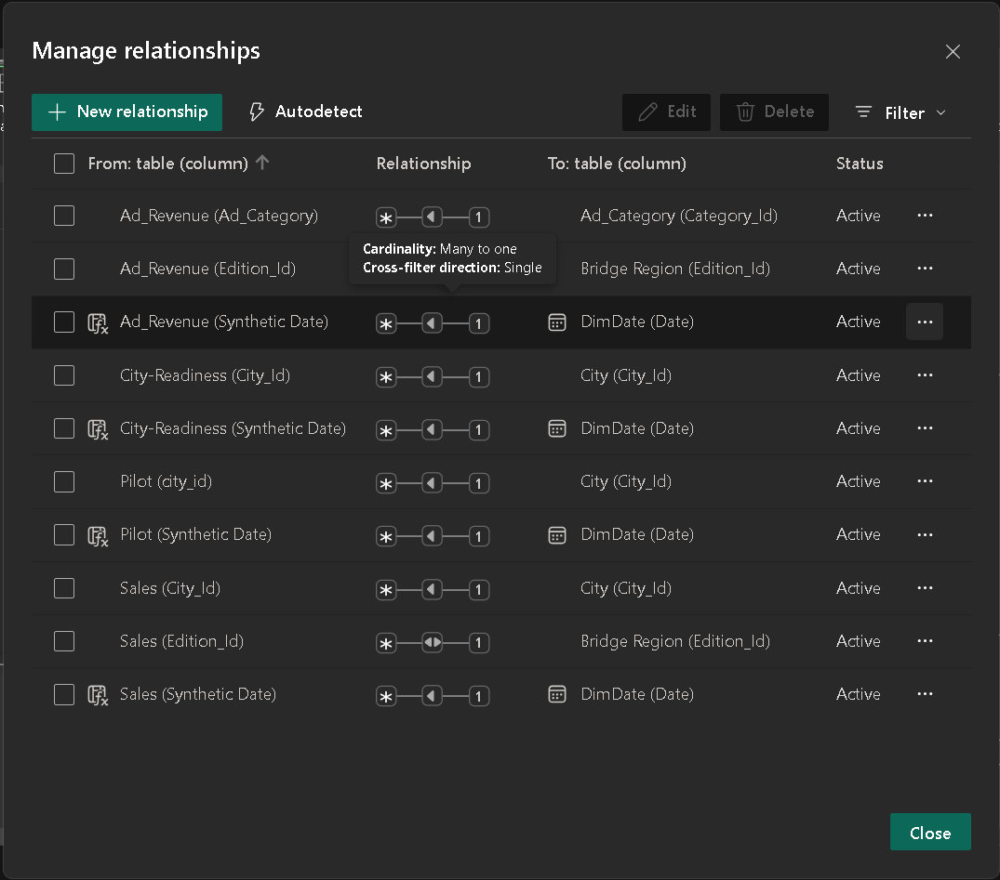 Manage relationships
New relationship Autodetect Edit Delete Filter
From: table (column) Relationship To: table (column) Status
Ad_Revenue (Ad_Category) * 1 Ad_Category (Category_Id) Active ...
Cardinality: Many to one
Cross-filter direction: Single
Ad_Revenue (Edition_Id) Bridge Region (Edition_Id) Active ...
Ad_Revenue (Synthetic Date) * 1 DimDate (Date) Active ...
City-Readiness (City_Id) * 1 City (City_Id) Active ...
City-Readiness (Synthetic Date) * 1 DimDate (Date) Active ...
Pilot (city_id) * 1 City (City_Id) Active ...
Pilot (Synthetic Date) * 1 DimDate (Date) Active ...
Sales (City_Id) * 1 City (City_Id) Active ...
Sales (Edition_Id) * 1 Bridge Region (Edition_Id) Active ...
Sales (Synthetic Date) * 1 DimDate (Date) Active ...
Close